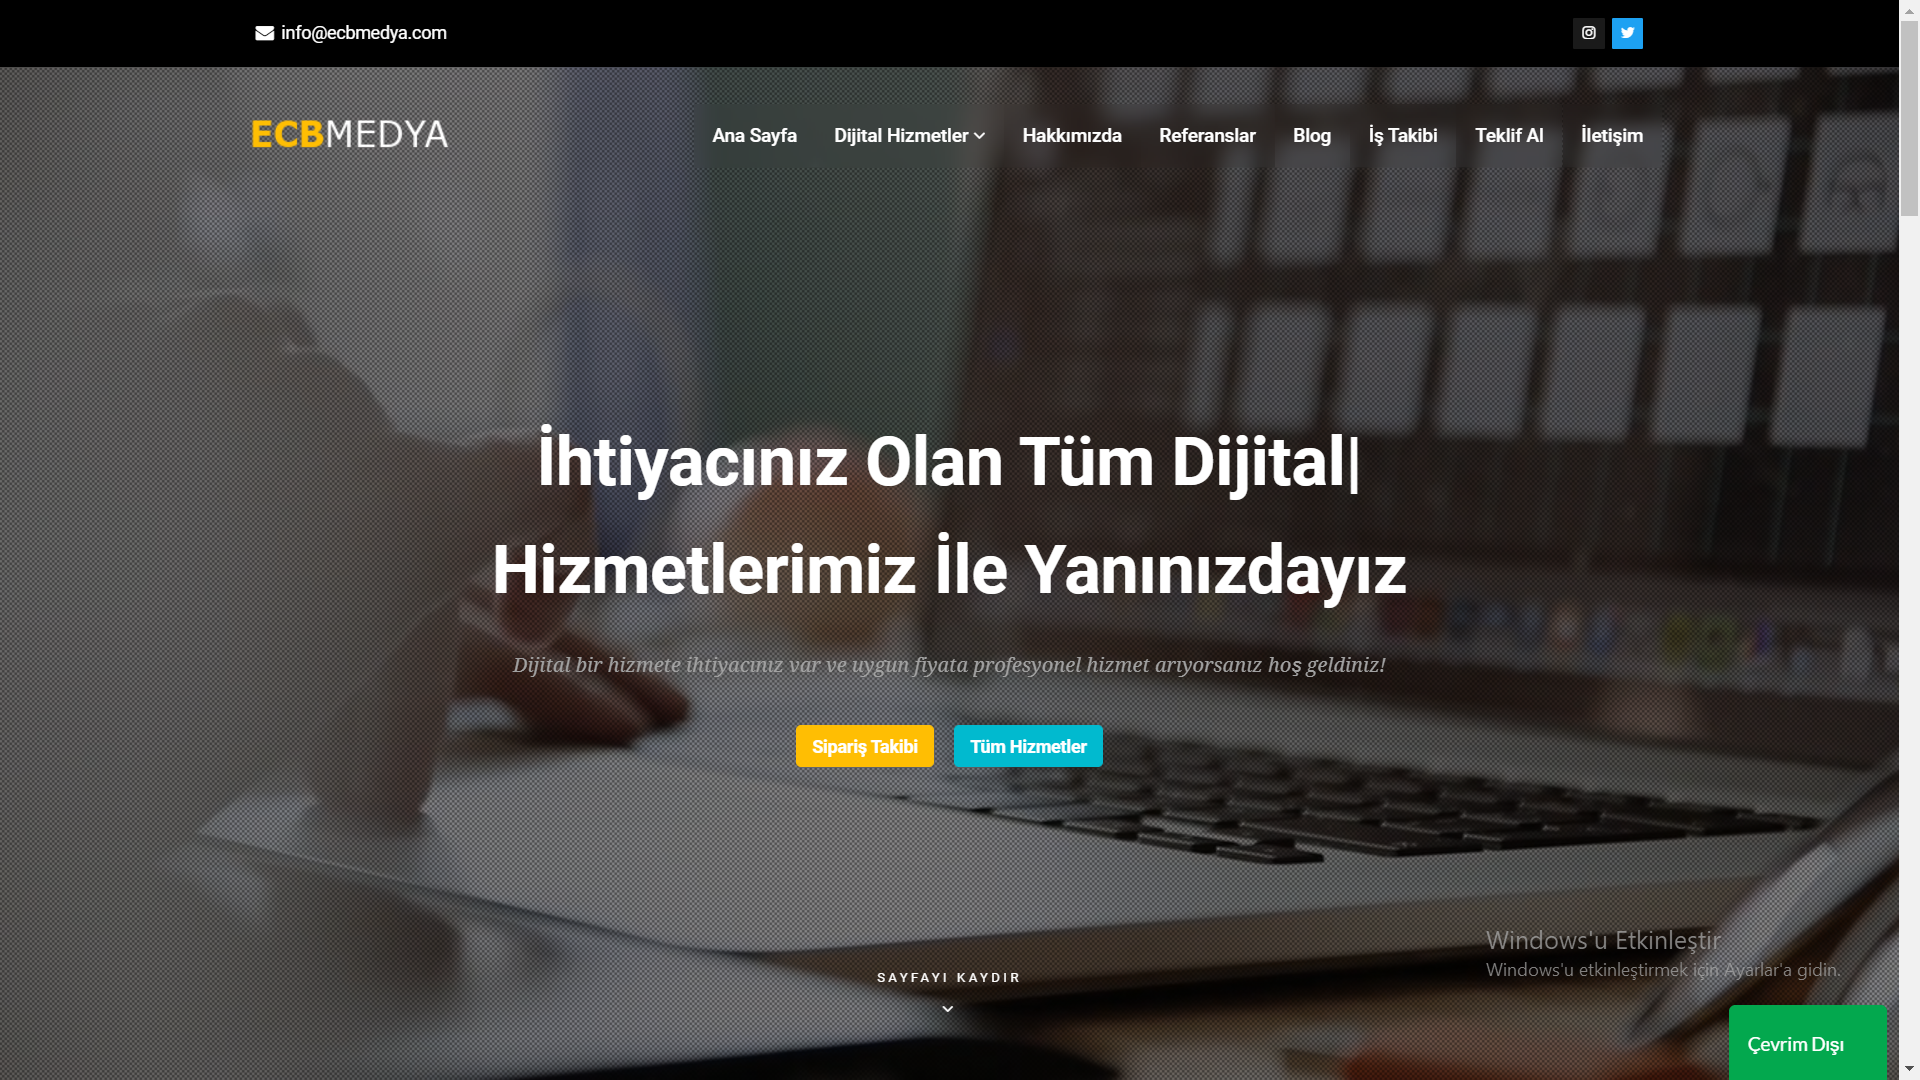 info@ecbmedya.com
ECBMEDYA
Ana Sayfa
Dijital Hizmetler
Hakkımızda
Referanslar
Blog
İş Takibi
Teklif Al
İletişim
İhtiyacınız Olan Tüm Dijital|
Hizmetlerimiz İle Yanınızdayız
Dijital bir hizmete ihtiyacınız var ve uygun fiyata profesyonel hizmet arıyorsanız hoş geldiniz!
Sipariş Takibi
Tüm Hizmetler
SAYFAYI KAYDIR
Windows'u Etkinleştir
Windows'u etkinleştirmek için Ayarlar'a gidin.
Çevrim Dışı